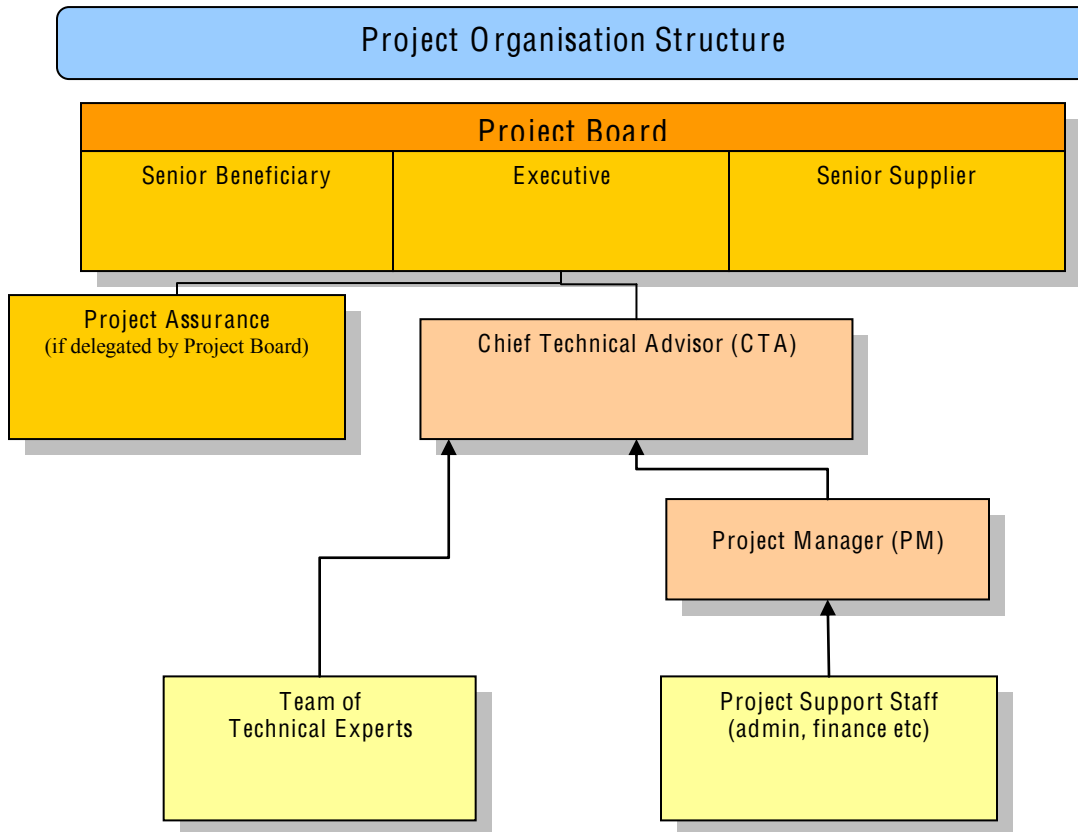 Project Organisation Structure
Project Board
Senior Beneficiary
Executive
Senior Supplier
Project Assurance
(if delegated by Project Board)
Chief Technical Advisor (CTA)
Project Manager (PM)
Team of
Technical Experts
Project Support Staff
(admin, finance etc)